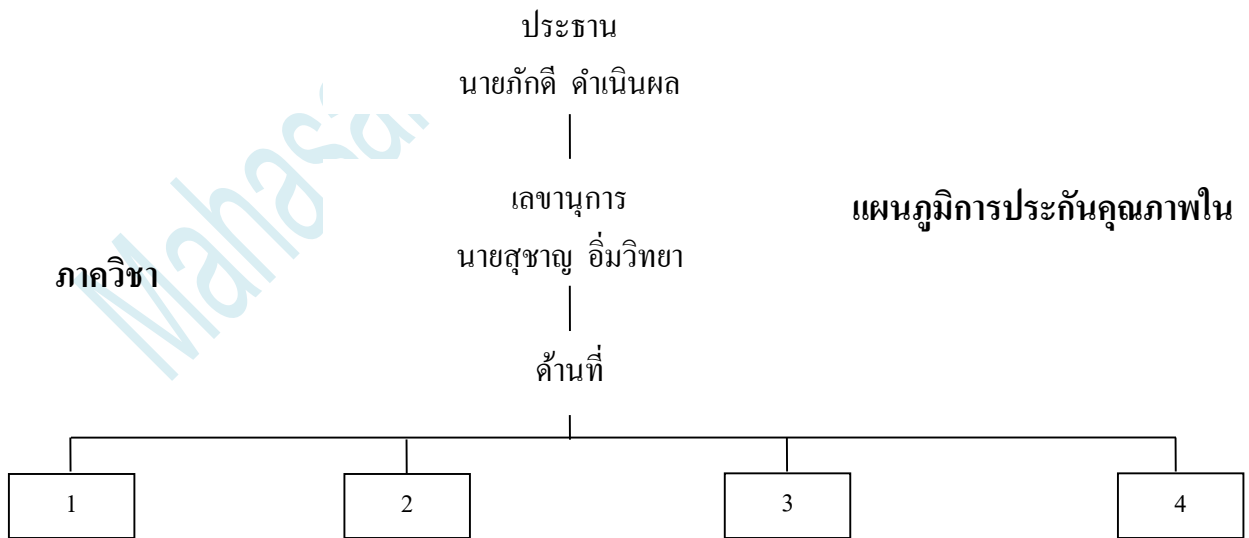 ประธาน
นายภักดี ดำเนินผล
เลขานุการ
นายสุชาญ อิ่มวิทยา
แผนภูมิการประกันคุณภาพใน
ภาควิชา
ด้านที่
1 2 3 4